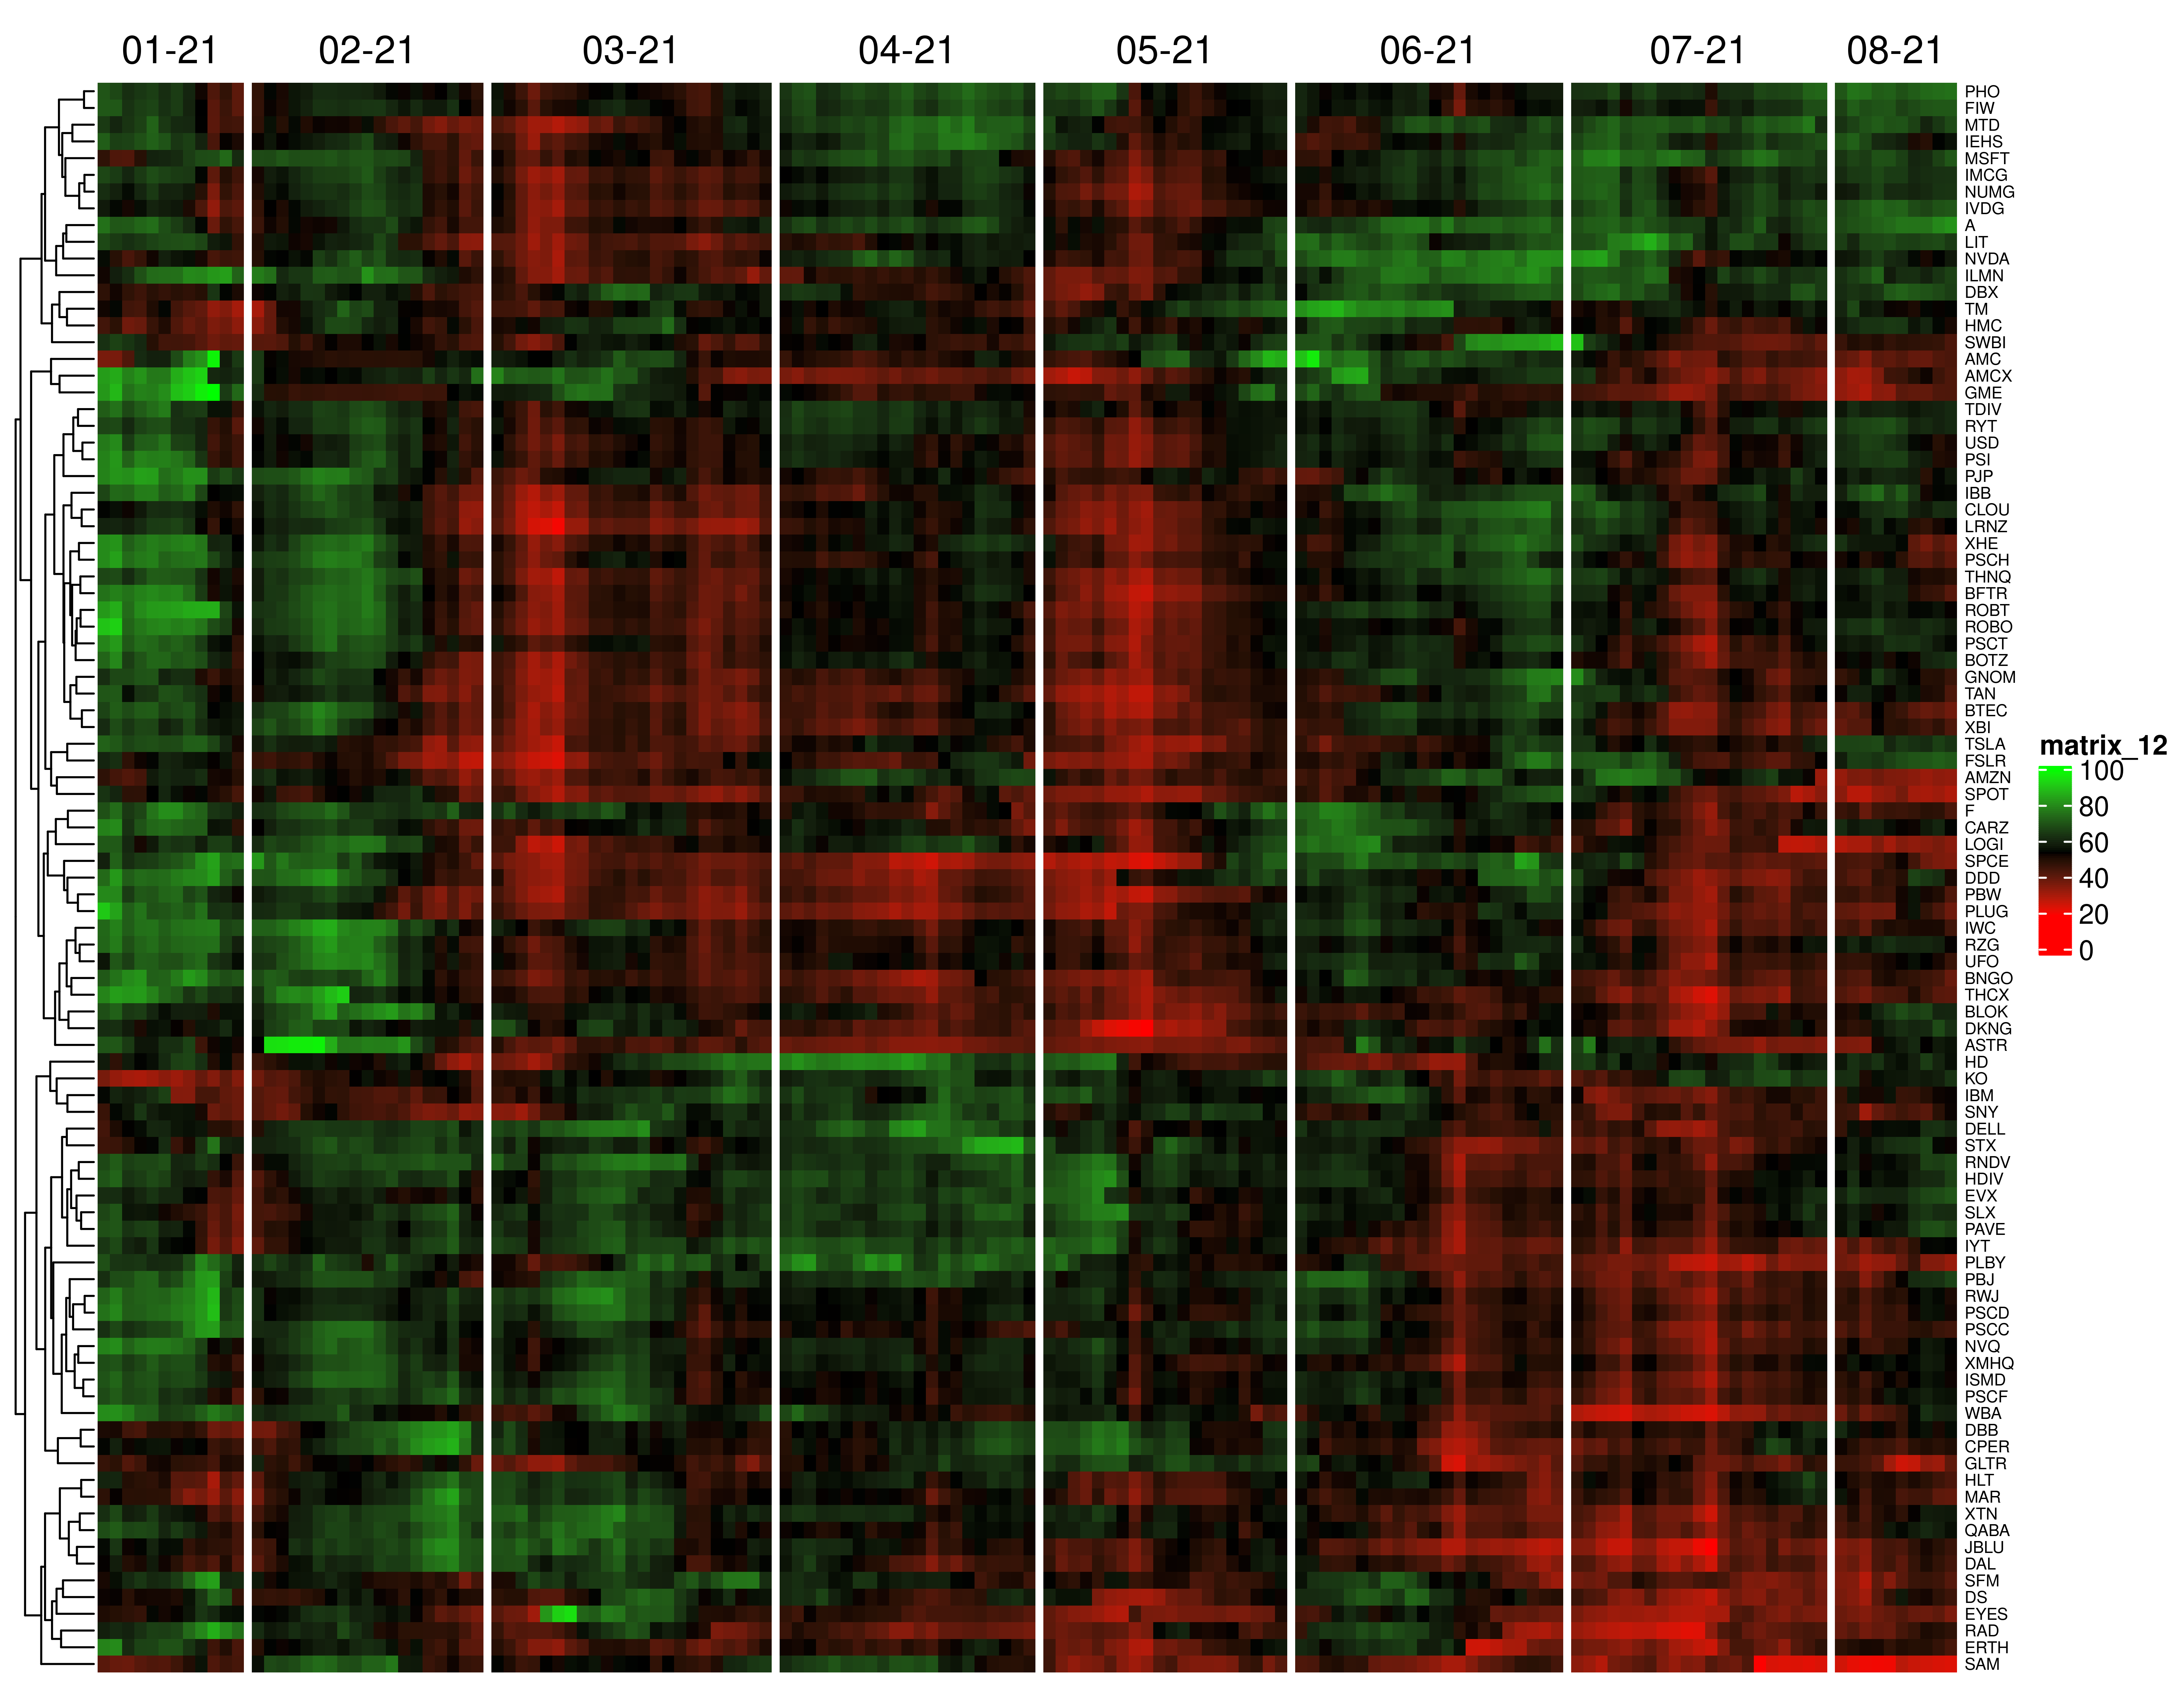 01-21 02-21 03-21 04-21 05-21 06-21 07-21 08-21
PHO
FIW
MTD
IEHS
MSFT
IMCG
NUMG
IVDG
A
LIT
NVDA
ILMN
DBX
TM
HMC
SWBI
AMC
AMCX
GME
TDIV
RYT
USD
PSI
PJP
IBB
CLOU
LRNZ
XHE
PSCH
THNQ
BFTR
ROBT
ROBO
PSCT
BOTZ
GNOM
TAN
BTEC
XBI
TSLA
FSLR
AMZN
SPOT
F
CARZ
LOGI
SPCE
DDD
PBW
PLUG
IWC
RZG
UFO
BNGO
THCX
BLOK
DKNG
ASTR
HD
KO
IBM
SNY
DELL
STX
RNDV
HDIV
EVX
SLX
PAVE
IYT
PLBY
PBJ
RWJ
PSCD
PSCC
NVQ
XMHQ
ISMD
PSCF
WBA
DBB
CPER
GLTR
HLT
MAR
XTN
QABA
JBLU
DAL
SFM
DS
EYES
RAD
ERTH
SAM
matrix_12
100
80
60
40
20
0